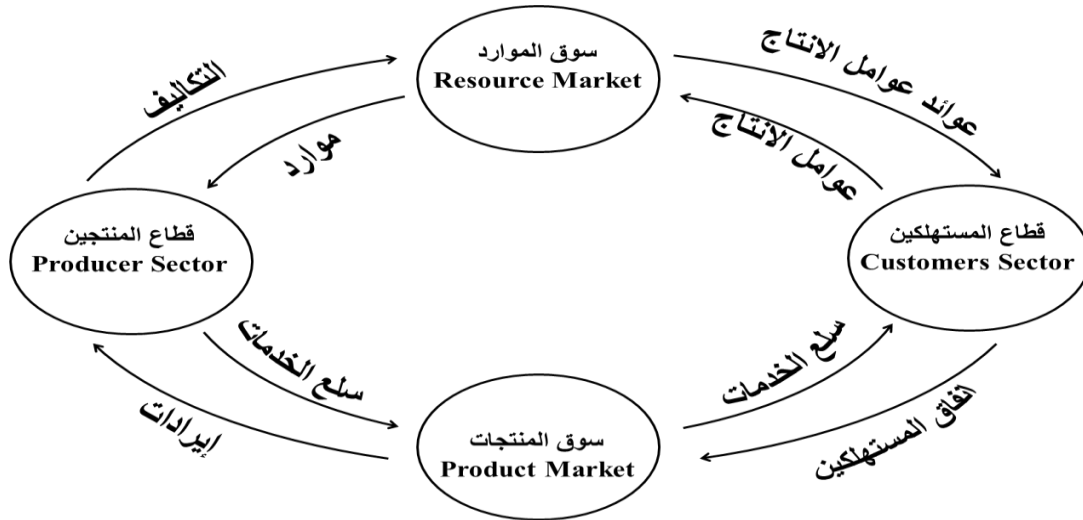 سوق الموارد
Resource Market
التكاليف
موارد
عوائد عوامل الانتاج
عوامل الانتاج
قطاع المنتجين
Producer Sector
قطاع المستهلكين
Customers Sector
سلع الخدمات
إيرادات
سلع الخدمات
انفاق المستهلكين
سوق المنتجات
Product Market